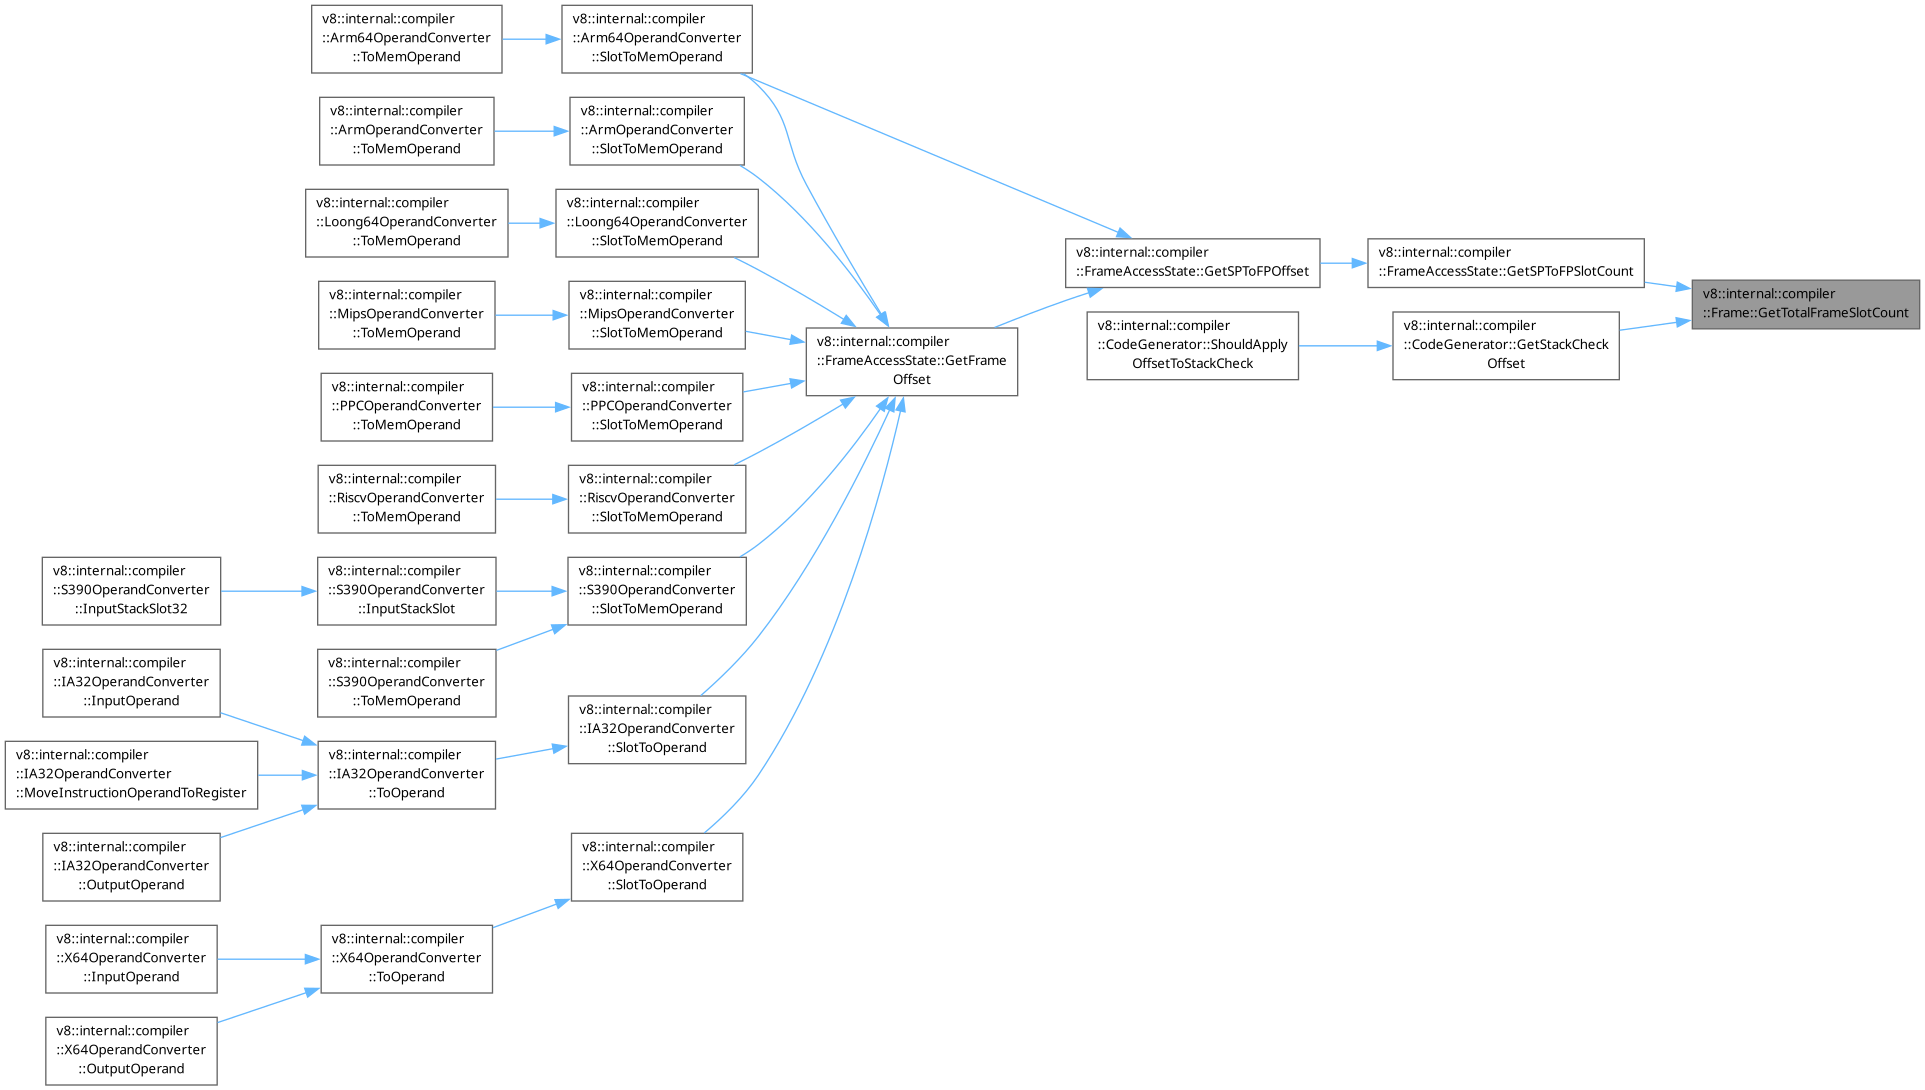 v8::internal::compiler
::Arm64OperandConverter
::ToMemOperand
v8::internal::compiler
::Arm64OperandConverter
::SlotToMemOperand
v8::internal::compiler
::ArmOperandConverter
::ToMemOperand
v8::internal::compiler
::ArmOperandConverter
::SlotToMemOperand
v8::internal::compiler
::Loong64OperandConverter
::ToMemOperand
v8::internal::compiler
::Loong64OperandConverter
::SlotToMemOperand
v8::internal::compiler
::FrameAccessState::GetSPToFPOffset
v8::internal::compiler
::FrameAccessState::GetSPToFPSlotCount
v8::internal::compiler
::Frame::GetTotalFrameSlotCount
v8::internal::compiler
::MipsOperandConverter
::ToMemOperand
v8::internal::compiler
::MipsOperandConverter
::SlotToMemOperand
v8::internal::compiler
::FrameAccessState::GetFrame
Offset
v8::internal::compiler
::CodeGenerator::ShouldApply
OffsetToStackCheck
v8::internal::compiler
::CodeGenerator::GetStackCheck
Offset
v8::internal::compiler
::PPCOperandConverter
::ToMemOperand
v8::internal::compiler
::PPCOperandConverter
::SlotToMemOperand
v8::internal::compiler
::RiscvOperandConverter
::ToMemOperand
v8::internal::compiler
::RiscvOperandConverter
::SlotToMemOperand
v8::internal::compiler
::S390OperandConverter
::InputStackSlot32
v8::internal::compiler
::S390OperandConverter
::InputStackSlot
v8::internal::compiler
::S390OperandConverter
::SlotToMemOperand
v8::internal::compiler
::IA32OperandConverter
::InputOperand
v8::internal::compiler
::S390OperandConverter
::ToMemOperand
v8::internal::compiler
::IA32OperandConverter
::SlotToOperand
v8::internal::compiler
::IA32OperandConverter
::MoveInstructionOperandToRegister
v8::internal::compiler
::IA32OperandConverter
::ToOperand
v8::internal::compiler
::IA32OperandConverter
::OutputOperand
v8::internal::compiler
::X64OperandConverter
::SlotToOperand
v8::internal::compiler
::X64OperandConverter
::InputOperand
v8::internal::compiler
::X64OperandConverter
::ToOperand
v8::internal::compiler
::X64OperandConverter
::OutputOperand